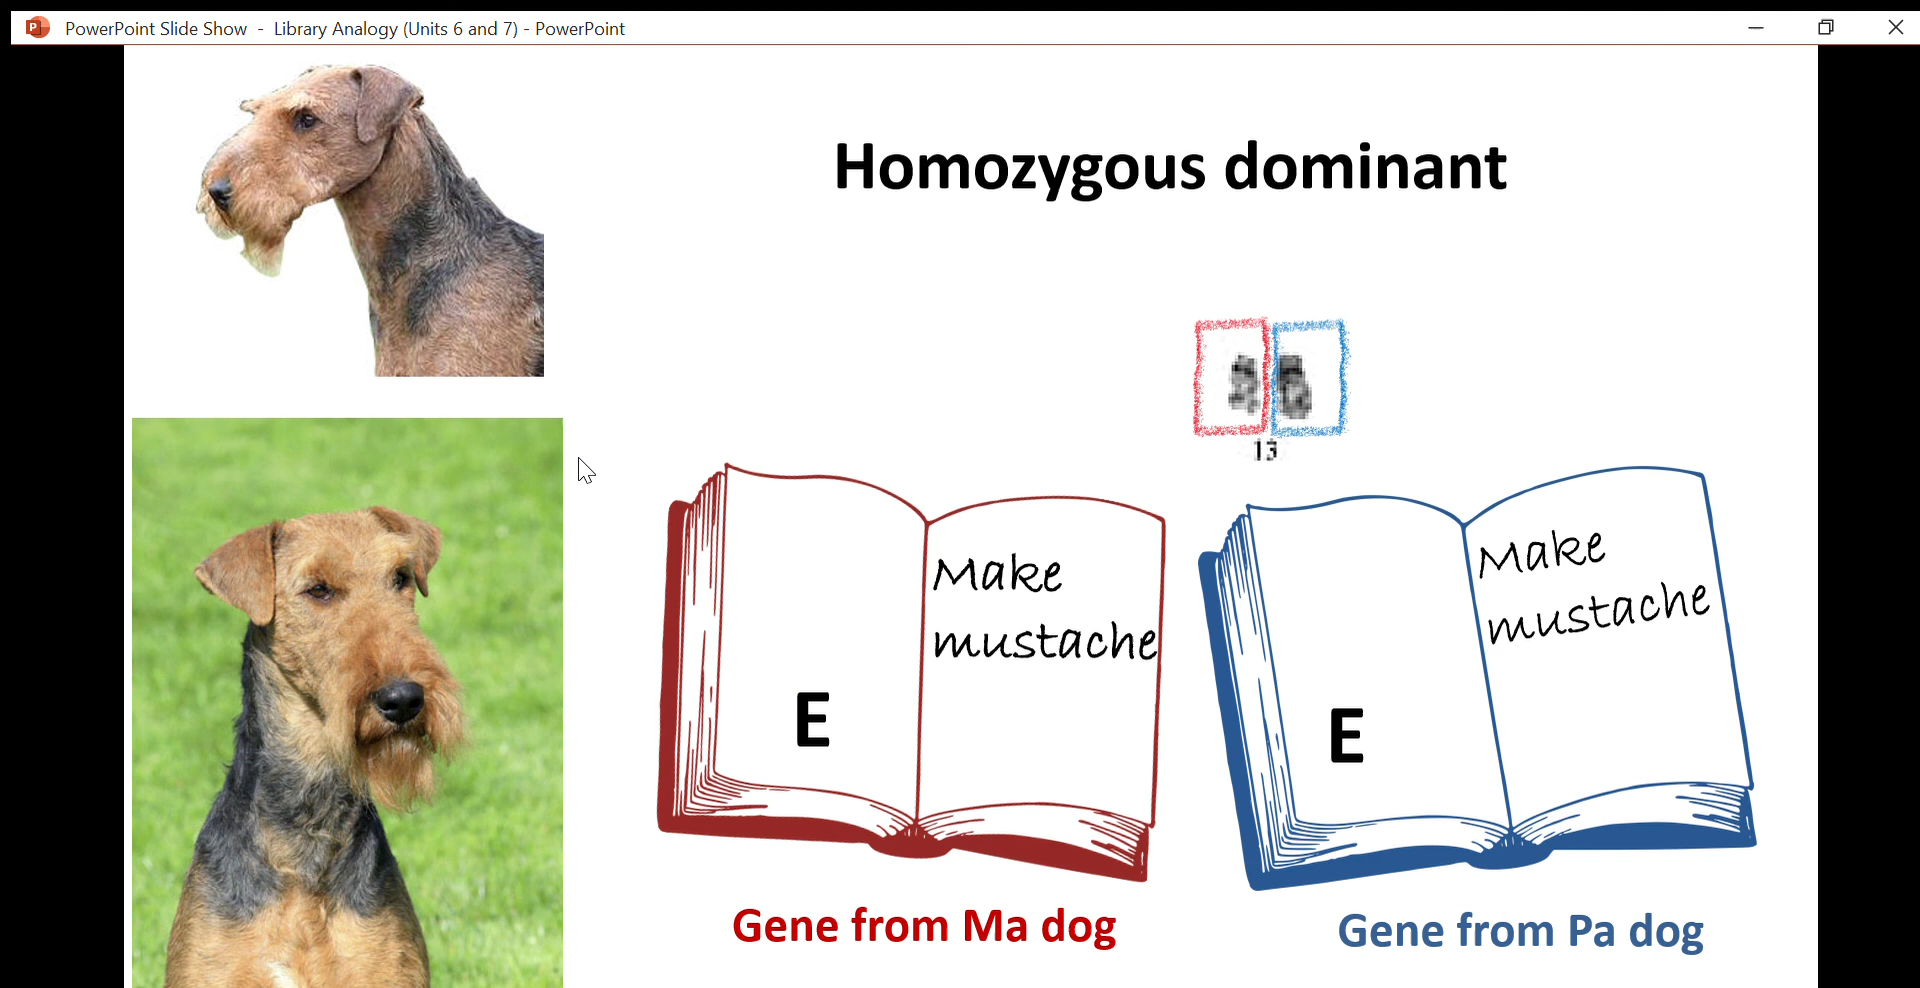 PowerPoint Slide Show - Library Analogy (Units 6 and 7) - PowerPoint
Homozygous dominant
13
Make
mustache
E
Make
mustache
E
Gene from Ma dog
Gene from Pa dog